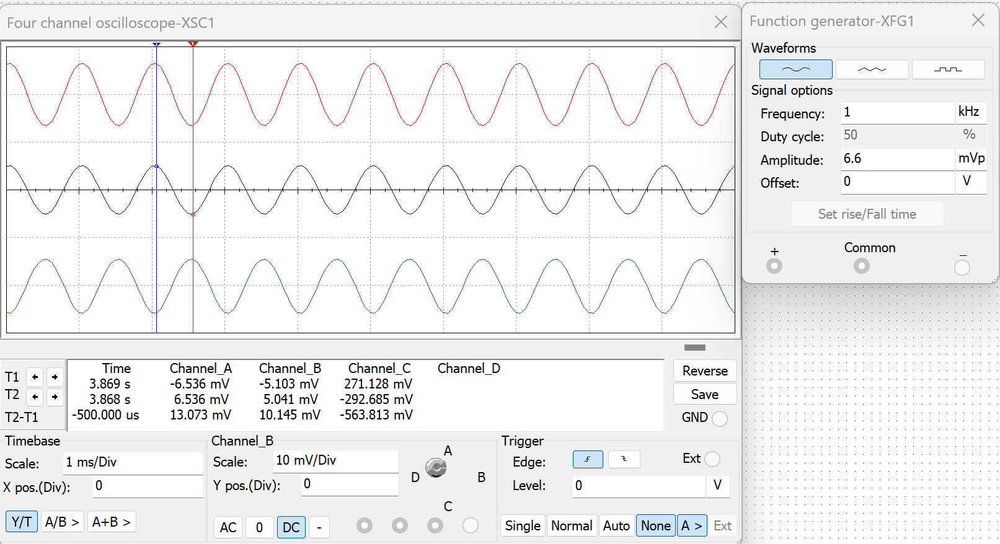 Four channel oscilloscope-XSC1
Time Channel_A Channel_B Channel_C Channel_D
T1 3.869 s -6.536 mV -5.103 mV 271.128 mV
T2 3.868 s 6.536 mV 5.041 mV -292.685 mV
T2-T1 -500.000 us 13.073 mV 10.145 mV -563.813 mV
Reverse
Save
GND
Timebase
Scale: 1 ms/Div
X pos.(Div): 0
Y/T A/B > A+B >
Channel_B
Scale: 10 mV/Div
Y pos.(Div): 0
AC 0 DC -
A
D B
C
Trigger
Edge: Ext
Level: 0 V
Single Normal Auto None A > Ext
Function generator-XFG1
Waveforms
Signal options
Frequency: 1 kHz
Duty cycle: 50 %
Amplitude: 6.6 mVp
Offset: 0 V
Set rise/Fall time
+ Common −